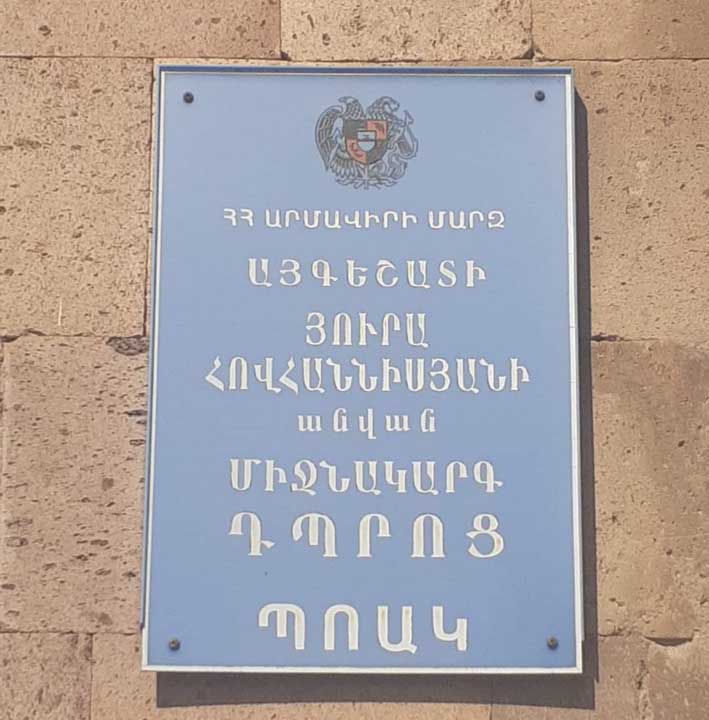 ՀՀ ԱՐՄԱՎԻՐԻ ՄԱՐԶ
ԱՅԳԵՇԱՏԻ
ՅՈՒՐԱ
ՀՈՎՀԱՆՆԻՍՅԱՆԻ
անվան
ՄԻՋՆԱԿԱՐԳ
ԴՊՐՈՑ
ՊՈԱԿ